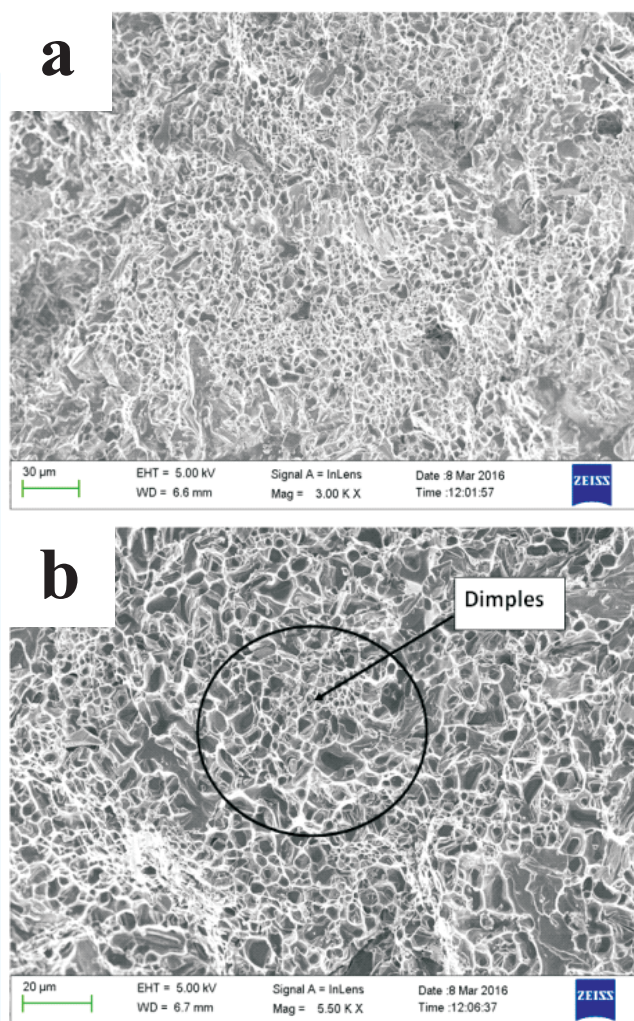 a
30 µm EHT = 5.00 kV Signal A = InLens Date :8 Mar 2016
WD = 6.6 mm Mag = 3.00 K X Time :12:01:57
ZEISS
b
Dimples
20 µm EHT = 5.00 kV Signal A = InLens Date :8 Mar 2016
WD = 6.7 mm Mag = 5.50 K X Time :12:06:37
ZEISS